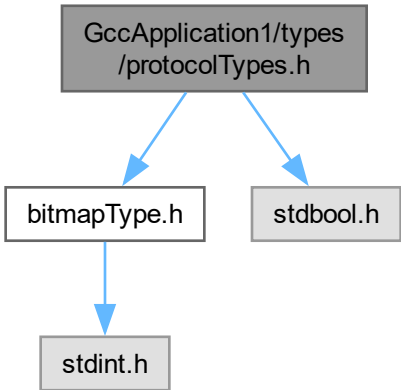 GccApplication1/types
/protocolTypes.h
bitmapType.h
stdbool.h
stdint.h